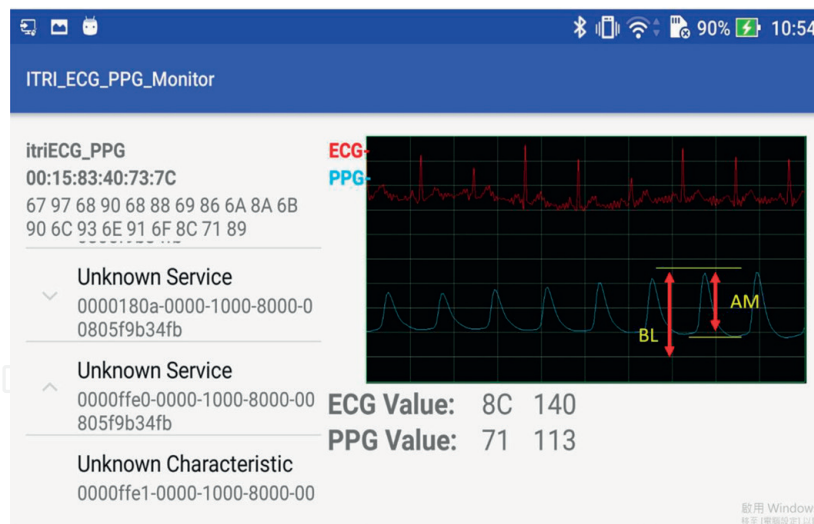 90% 10:54
ITRI_ECG_PPG_Monitor
itriECG_PPG
00:15:83:40:73:7C
67 97 68 90 68 88 69 86 6A 8A 6B
90 6C 93 6E 91 6F 8C 71 89
Unknown Service
0000180a-0000-1000-8000-0
0805f9b34fb
Unknown Service
0000ffe0-0000-1000-8000-00
805f9b34fb
Unknown Characteristic
0000ffe1-0000-1000-8000-00
ECG-
PPG-
AM
BL
ECG Value: 8C 140
PPG Value: 71 113
啟用 Window